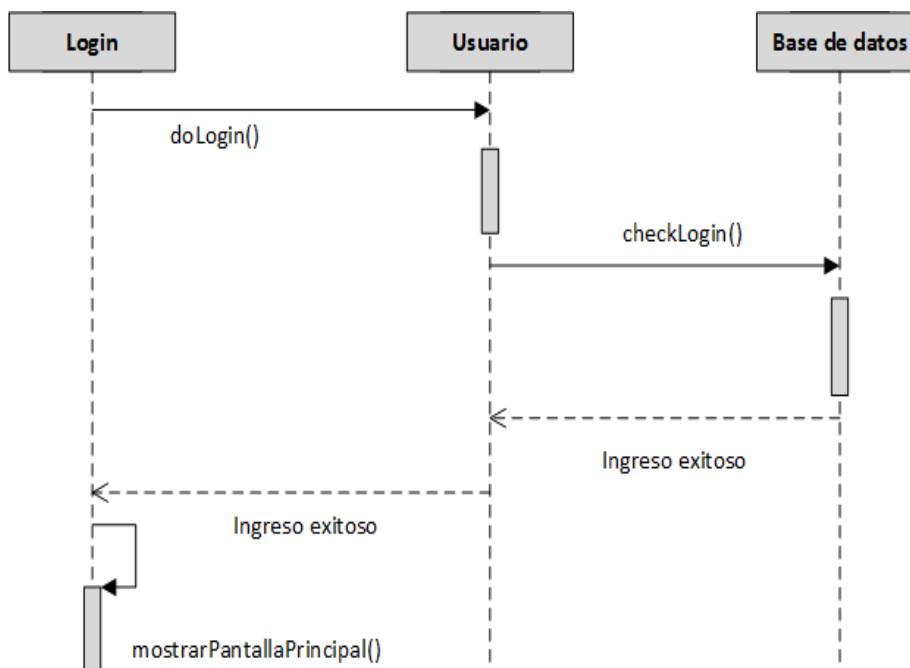 Login
Usuario
Base de datos
doLogin()
checkLogin()
Ingreso exitoso
Ingreso exitoso
mostrarPantallaPrincipal()